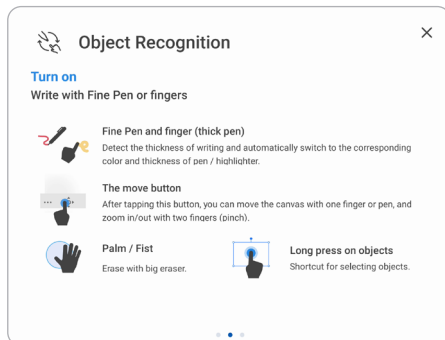 Object Recognition
Turn on
Write with Fine Pen or fingers
Fine Pen and finger (thick pen)
Detect the thickness of writing and automatically switch to the corresponding
color and thickness of pen / highlighter.
The move button
After tapping this button, you can move the canvas with one finger or pen, and
zoom in/out with two fingers (pinch).
Palm / Fist
Erase with big eraser.
Long press on objects
Shortcut for selecting objects.